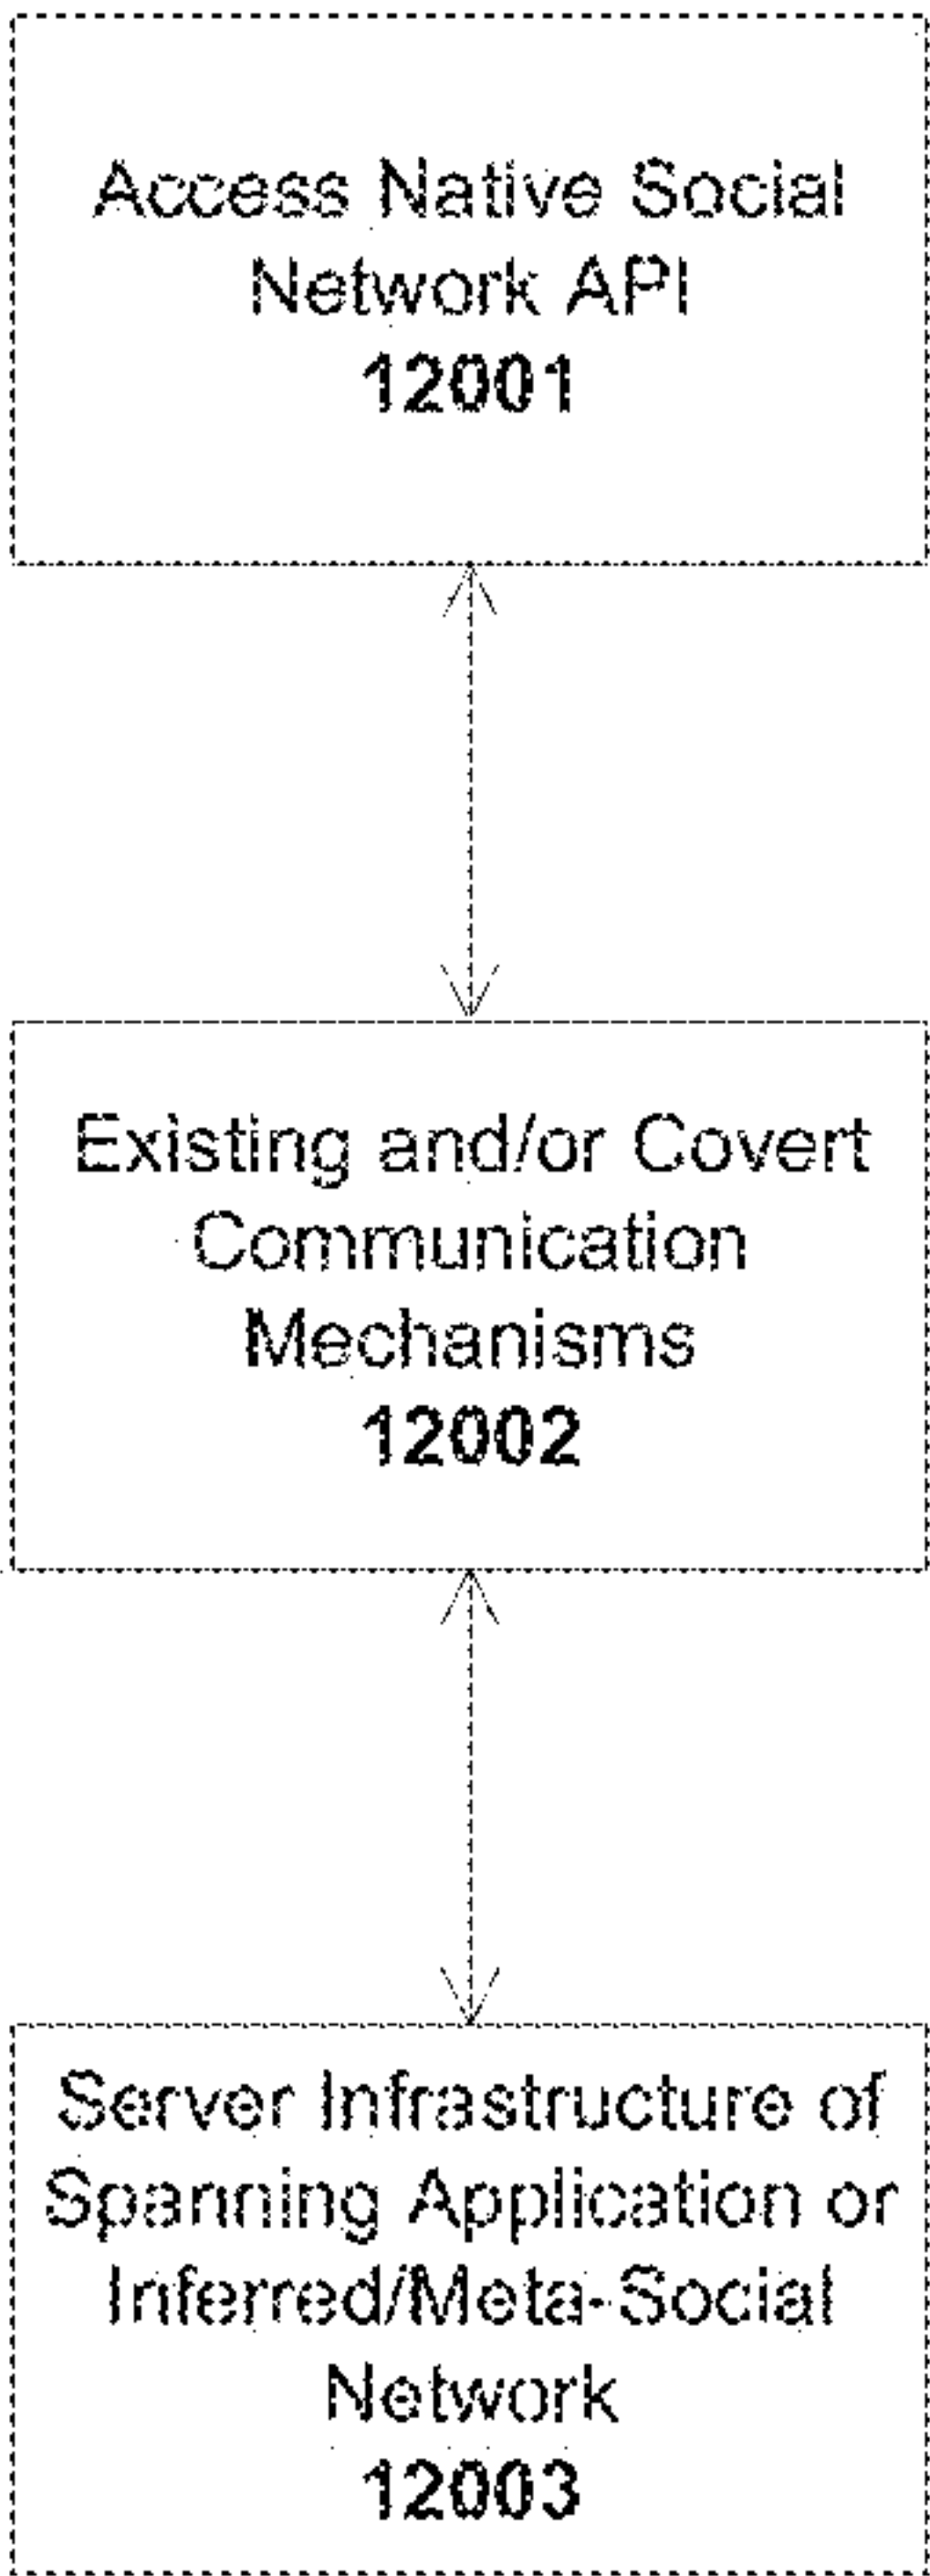 Access Native Social
Network API
12001
Existing and/or Covert
Communication
Mechanisms
12002
Server Infrastructure of
Spanning Application or
Inferred/Meta-Social
Network
12003